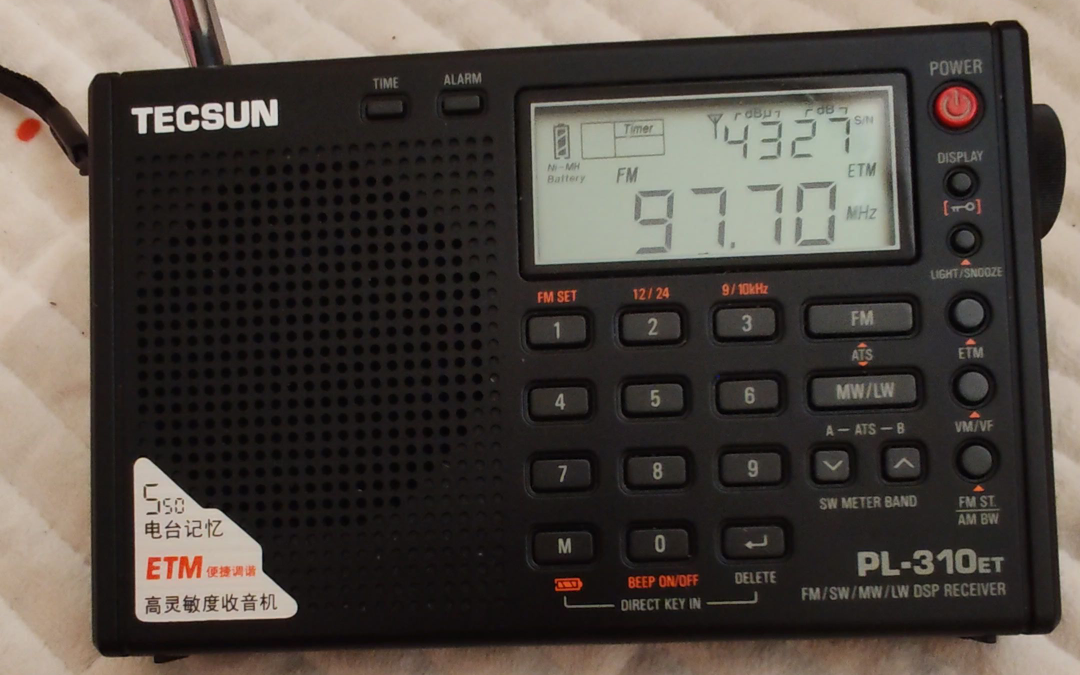 TIME
ALARM
POWER
TECSUN
Timer
dBμ
dB
4327
S/N
Ni-MH
Battery
FM
ETM
97.70
MHz
DISPLAY
LIGHT/SNOOZE
FM SET
12/24
9/10kHz
1
2
3
FM
ATS
ETM
4
5
6
MW/LW
A — ATS — B
VM/VF
7
8
9
SW METER BAND
FM ST.
AM BW
M
0
BEEP ON/OFF
DELETE
DIRECT KEY IN
PL-310ET
FM/SW/MW/LW DSP RECEIVER
550
电台记忆
ETM 便捷调谐
高灵敏度收音机